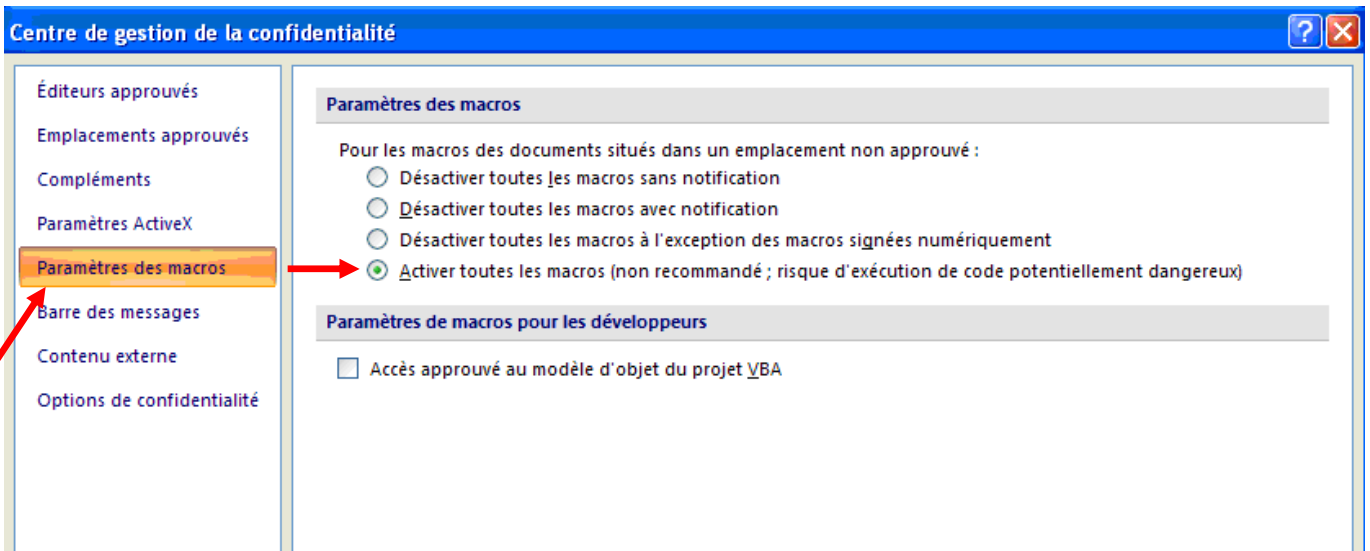 Centre de gestion de la confidentialité
Éditeurs approuvés
Emplacements approuvés
Compléments
Paramètres ActiveX
Paramètres des macros
Barre des messages
Contenu externe
Options de confidentialité
Paramètres des macros
Pour les macros des documents situés dans un emplacement non approuvé :
Désactiver toutes les macros sans notification
Désactiver toutes les macros avec notification
Désactiver toutes les macros à l'exception des macros signées numériquement
Activer toutes les macros (non recommandé ; risque d'exécution de code potentiellement dangereux)
Paramètres de macros pour les développeurs
Accès approuvé au modèle d'objet du projet VBA